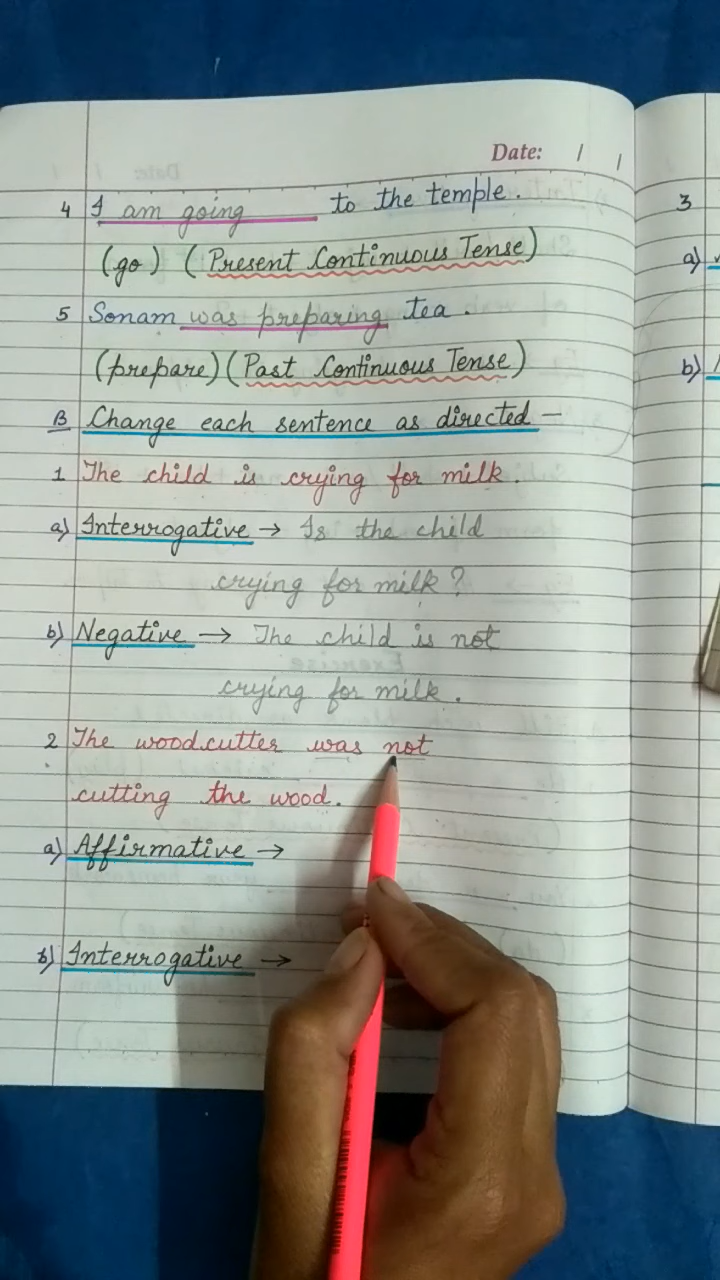 Date: / /
4 I am going to the temple.
(go) (Present Continuous Tense)
5 Sonam was preparing tea.
(prepare) (Past Continuous Tense)
B Change each sentence as directed —
1 The child is crying for milk.
a) Interrogative → Is the child
crying for milk?
b) Negative → The child is not
crying for milk.
2 The woodcutter was not
cutting the wood.
a) Affirmative →
b) Interrogative →
3
a)
b)